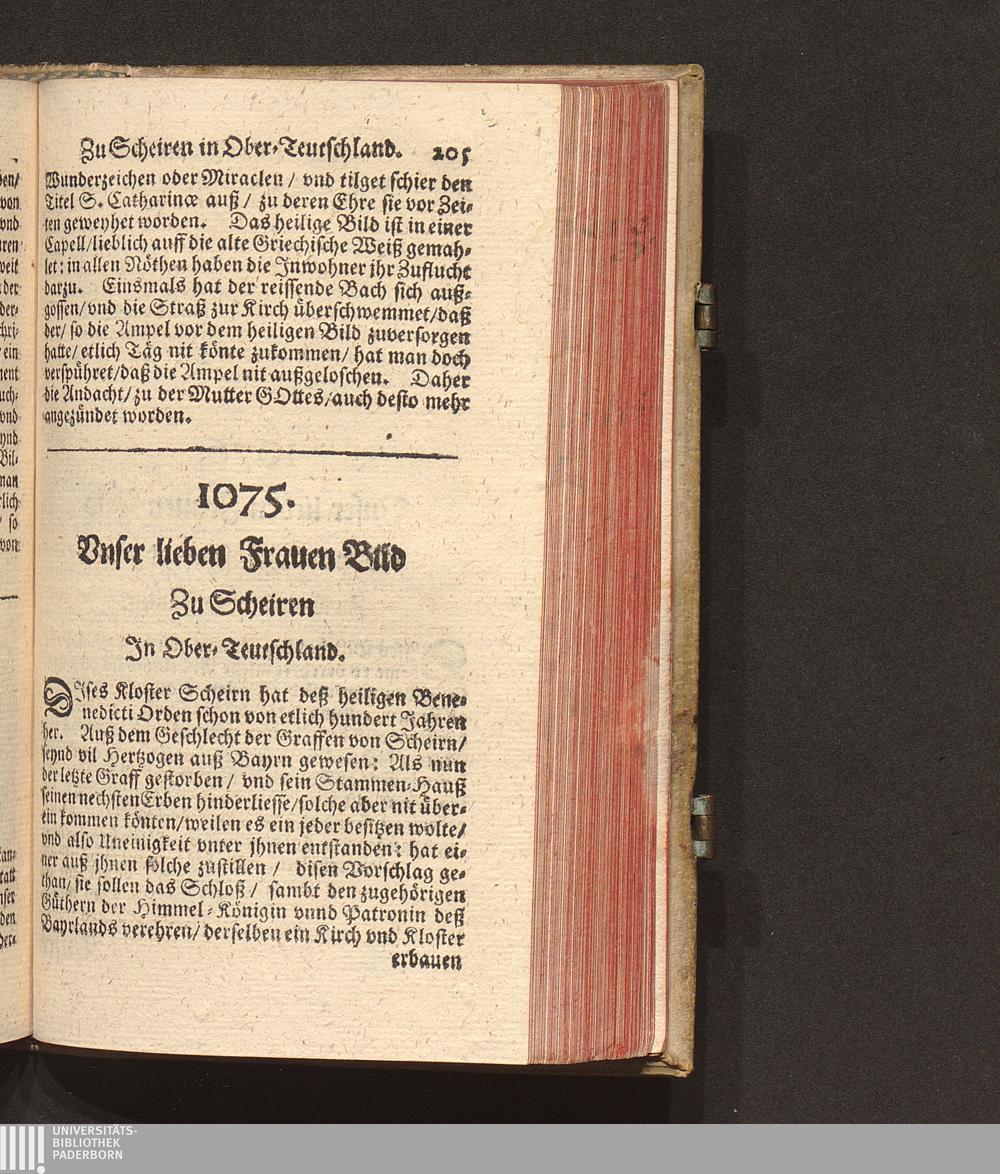 Zu Scheiren in Ober-Teutschland. 205
Wunderzeichen oder Miraclen / vnd tilget schier den
Titel S. Catharinæ auß / zu deren Ehre sie vor Zei-
ten geweyhet worden. Das heilige Bild ist in einer
Capell/lieblich auff die alte Griechische Weiß gemah-
let: in allen Nöthen haben die Inwohner ihr Zuflucht
darzu. Einsmals hat der reissende Bach sich auß-
gossen/vnd die Straß zur Kirch überschwemmet/daß
der/ so die Ampel vor dem heiligen Bild zuversorgen
hatte/ etlich Täg nit könte zukommen/ hat man doch
verspühret/daß die Ampel nit außgeloschen. Daher
die Andacht/zu der Mutter GOttes/auch desto mehr
angezündet worden.
1075.
Vnser lieben Frauen Bild
Zu Scheiren
In Ober-Teutschland.
DIses Kloster Scheirn hat deß heiligen Bene-
nedicti Orden schon von etlich hundert Jahren
her. Auß dem Geschlecht der Graffen von Scheirn/
seynd vil Hertzogen auß Bayrn gewesen: Als nun
der letzte Graff gestorben / vnd sein Stammen-Hauß
seinen nechsten Erben hinderliesse/solche aber nit über-
ein kommen könten/weilen es ein jeder besitzen wolte/
vnd also Uneinigkeit vnter jhnen entstanden: hat ei-
ner auß jhnen solche zustillen / disen Vorschlag ge-
than/ sie sollen das Schloß / sambt den zugehörigen
Güthern der Himmel-Königin vnnd Patronin deß
Bayrlands verehren/ derselben ein Kirch vnd Kloster
erbauen
UNIVERSITÄTS-
BIBLIOTHEK
PADERBORN